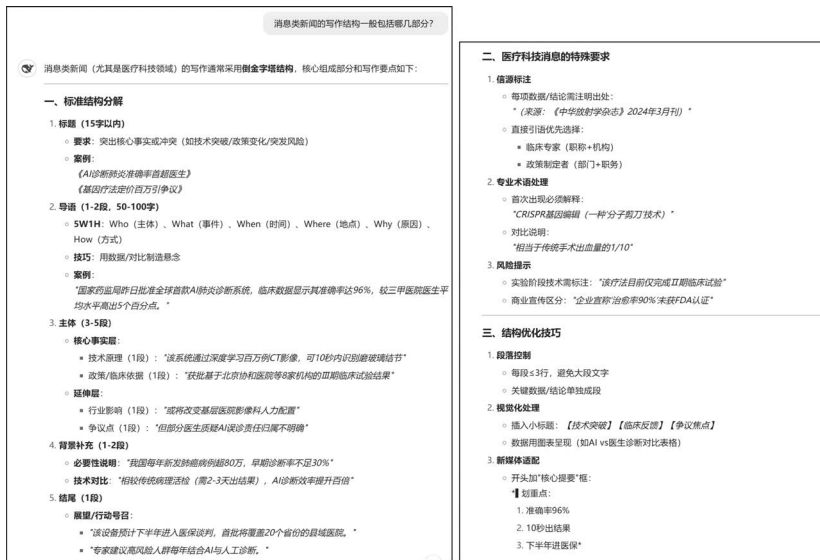 消息类新闻的写作结构一般包括哪几部分？
消息类新闻（尤其是医疗科技领域）的写作通常采用倒金字塔结构，核心组成部分和写作要点如下：
一、标准结构分解
1. 标题（15字以内）
○ 要求：突出核心事实或冲突（如技术突破/政策变化/突发风险）
○ 案例：
《AI诊断肺炎准确率首超医生》
《基因疗法定价百万引争议》
2. 导语（1-2段，50-100字）
○ 5W1H：Who（主体）、What（事件）、When（时间）、Where（地点）、Why（原因）、
How（方式）
○ 技巧：用数据/对比制造悬念
○ 案例：
"国家药监局昨日批准全球首款AI肺炎诊断系统，临床数据显示其准确率达96%，较三甲医院医生平
均水平高出5个百分点。"
3. 主体（3-5段）
○ 核心事实层：
■ 技术原理（1段）："该系统通过深度学习百万例CT影像，可10秒内识别磨玻璃结节"
■ 政策/临床依据（1段）："获批基于北京协和医院等8家机构的Ⅲ期临床试验结果"
○ 延伸层：
■ 行业影响（1段）："或将改变基层医院影像科人力配置"
■ 争议点（1段）："但部分医生质疑AI误诊责任归属不明确"
4. 背景补充（1-2段）
○ 必要性说明："我国每年新发肺癌病例超80万，早期诊断率不足30%"
○ 技术对比："相较传统病理活检（需2-3天出结果），AI诊断效率提升百倍"
5. 结尾（1段）
○ 展望/行动号召：
■ "该设备预计下半年进入医保谈判，首批将覆盖20个省份的县域医院。"
■ "专家建议高风险人群每年结合AI与人工诊断。"
二、医疗科技消息的特殊要求
1. 信源标注
○ 每项数据/结论需注明出处：
"（来源：《中华放射学杂志》2024年3月刊）"
○ 直接引语优先选择：
■ 临床专家（职称+机构）
■ 政策制定者（部门+职务）
2. 专业术语处理
○ 首次出现必须解释：
"CRISPR基因编辑（一种'分子剪刀'技术）"
○ 对比说明：
"相当于传统手术出血量的1/10"
3. 风险提示
○ 实验阶段技术需标注："该疗法目前仅完成Ⅱ期临床试验"
○ 商业宣传区分："企业宣称'治愈率90%'未获FDA认证"
三、结构优化技巧
1. 段落控制
○ 每段≤3行，避免大段文字
○ 关键数据/结论单独成段
2. 视觉化处理
○ 插入小标题：【技术突破】【临床反馈】【争议焦点】
○ 数据用图表呈现（如AI vs医生诊断对比表格）
3. 新媒体适配
○ 开头加"核心提要"框：
*▌划重点：
1. 准确率96%
2. 10秒出结果
3. 下半年进医保*